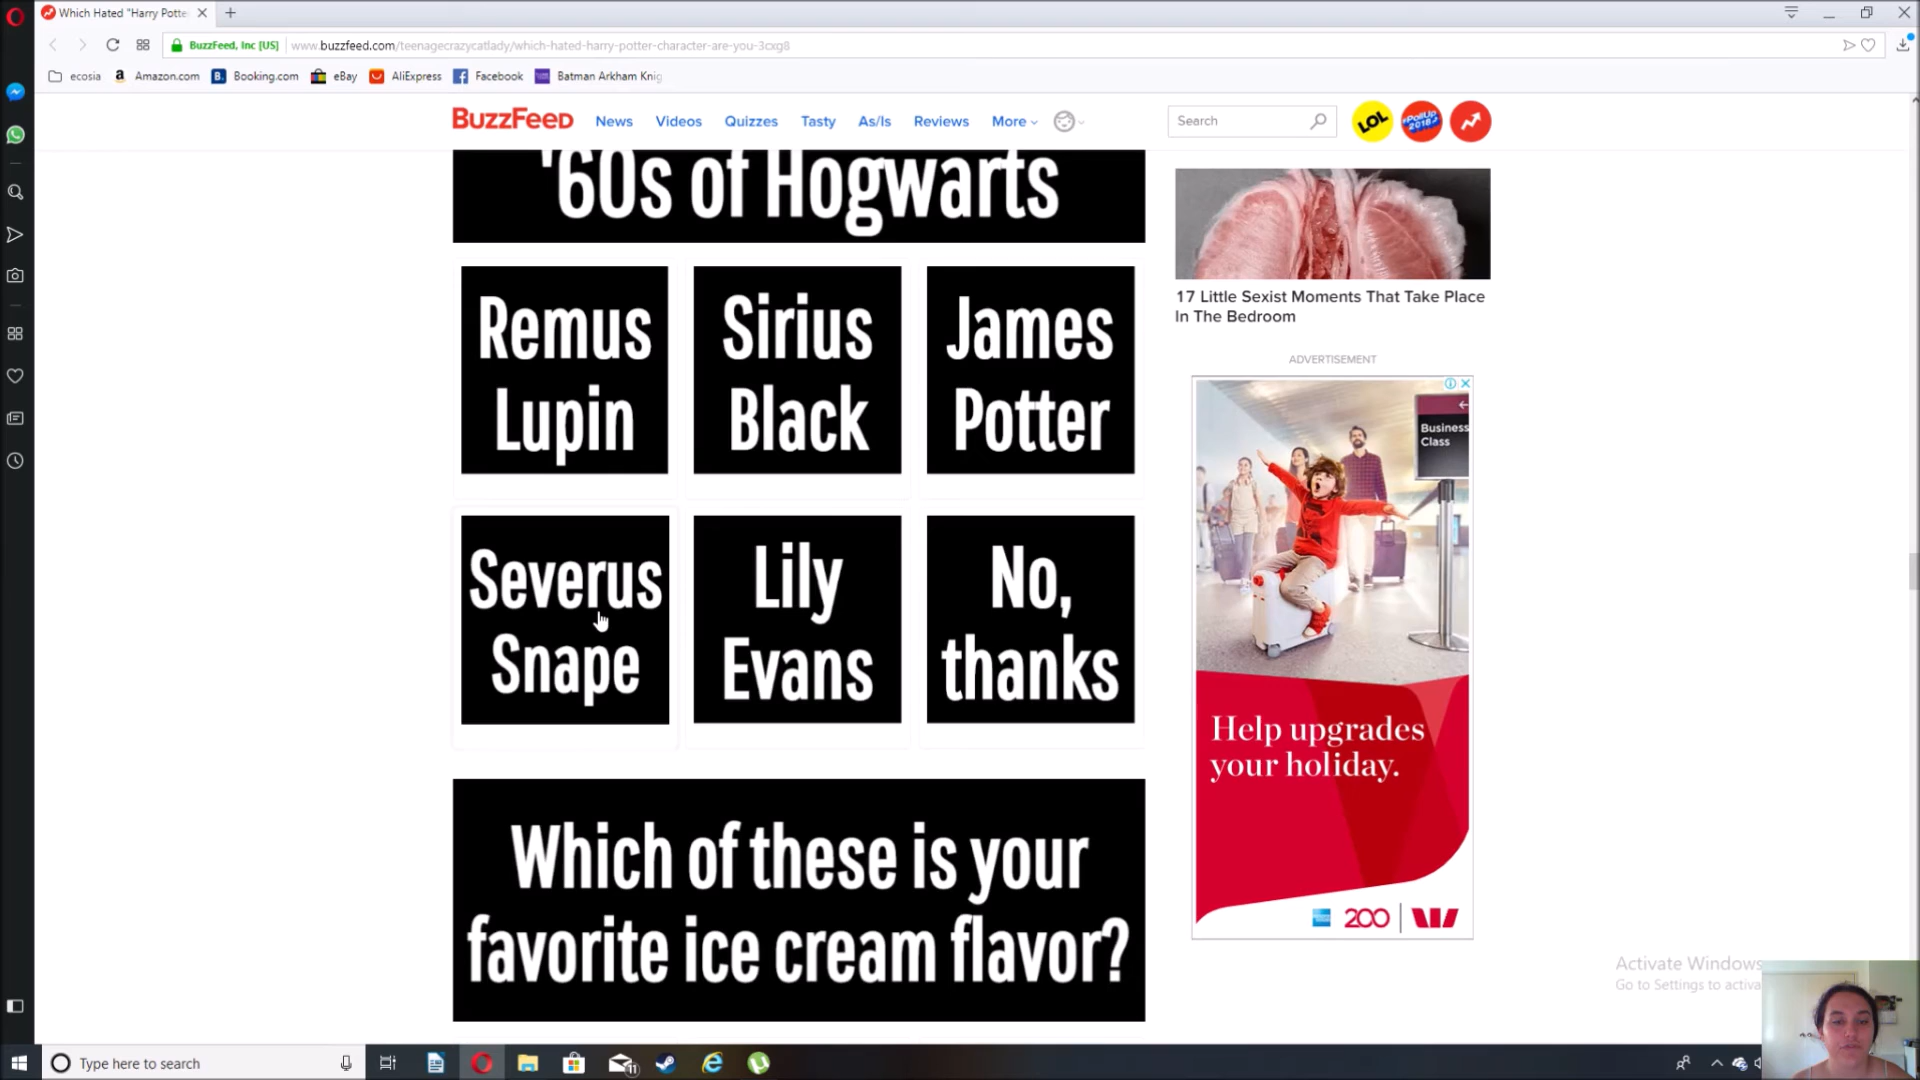 Which Hated "Harry Potte
BuzzFeed, Inc [US]
www.buzzfeed.com/teenagecrazycatlady/which-hated-harry-potter-character-are-you-3cxg8
ecosia
Amazon.com
Booking.com
eBay
AliExpress
Facebook
Batman Arkham Knig
BuzzFeed
News
Videos
Quizzes
Tasty
As/Is
Reviews
More
Search
LOL
#PollUp
2018
'60s of Hogwarts
Remus
Lupin
Sirius
Black
James
Potter
Severus
Snape
Lily
Evans
No,
thanks
Which of these is your
favorite ice cream flavor?
17 Little Sexist Moments That Take Place
In The Bedroom
ADVERTISEMENT
Business
Class
Help upgrades
your holiday.
200
Activate Windows
Go to Settings to activa
Type here to search
11